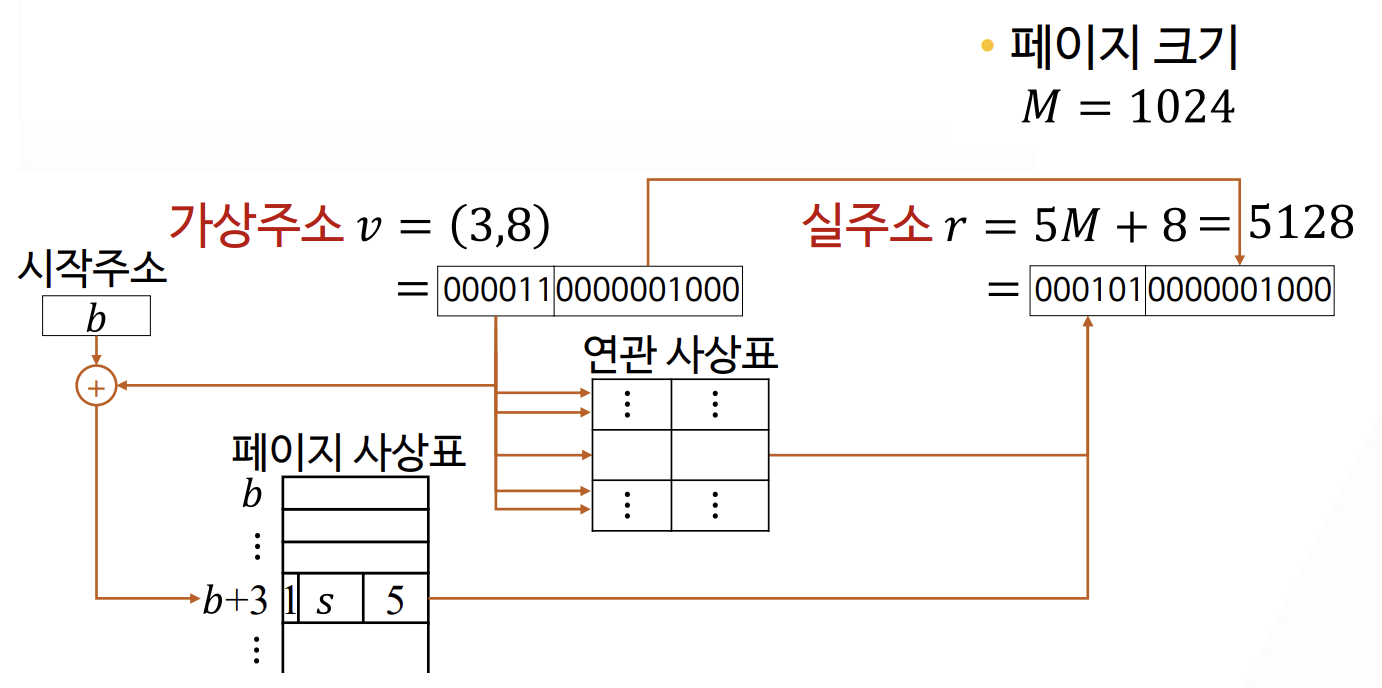 • 페이지 크기
M = 1024
가상주소 v = (3,8)
= 000011 0000001000
실주소 r = 5M + 8 = 5128
= 000101 0000001000
시작주소
b
+
연관 사상표
⋮ ⋮
⋮ ⋮
페이지 사상표
b
⋮
b+3 1 s 5
⋮